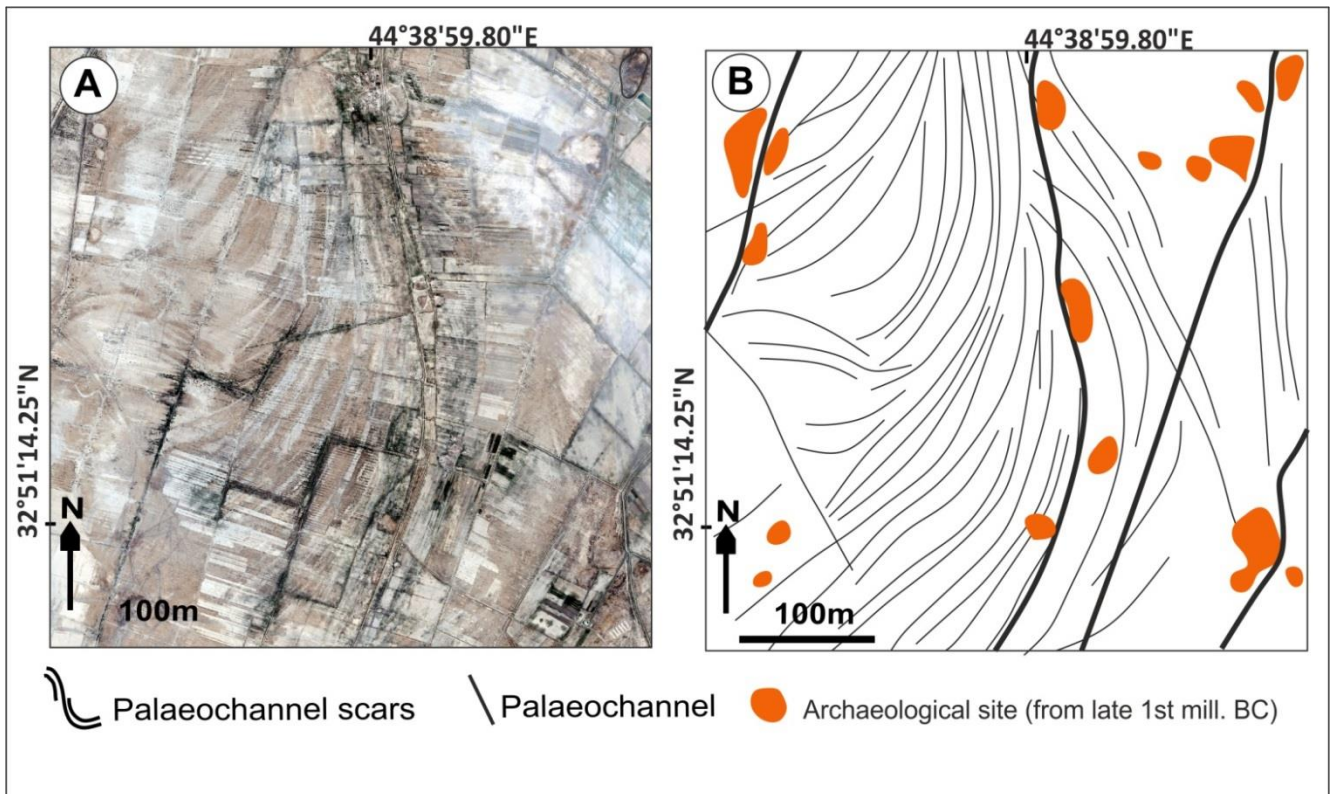 44°38'59.80"E
44°38'59.80"E
A
B
32°51'14.25"N
32°51'14.25"N
N
N
100m
100m
Palaeochannel scars
Palaeochannel
Archaeological site (from late 1st mill. BC)